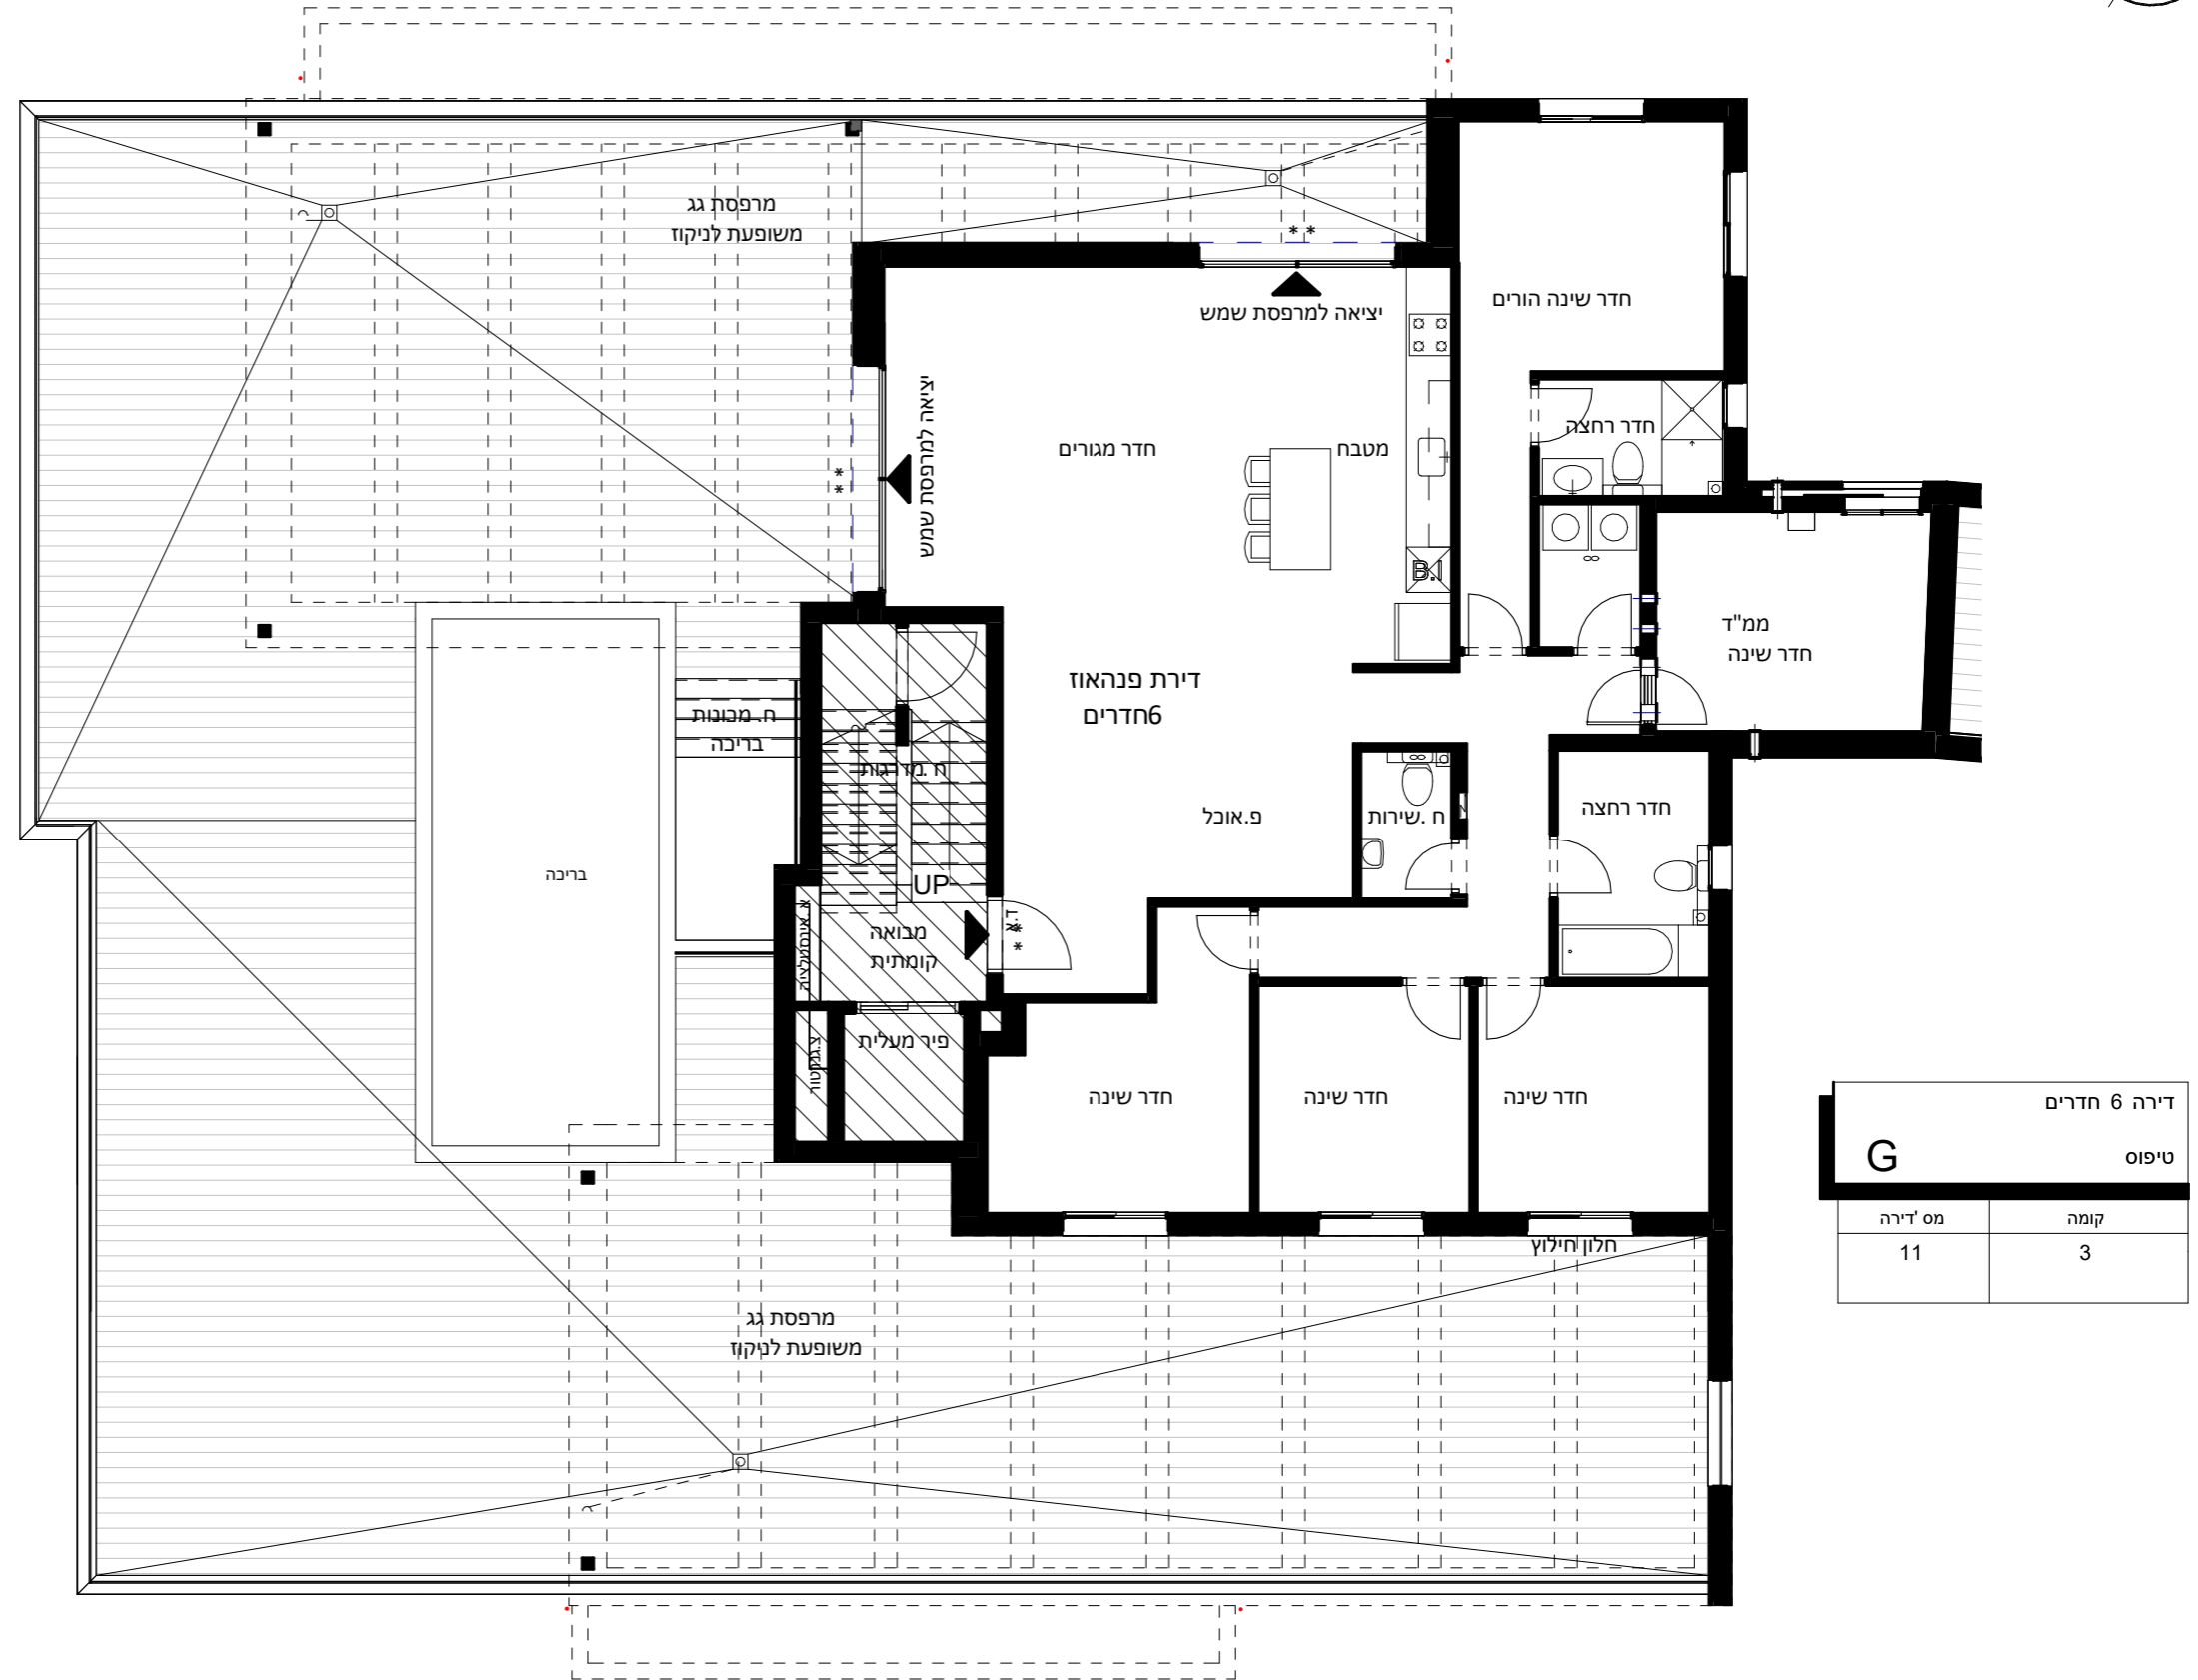 מרפסת גג
משופעת לניקוז
**
יציאה למרפסת שמש
חדר שינה הורים
יציאה למרפסת שמש
**
חדר מגורים
מטבח
חדר רחצה
B.I
ממ"ד
חדר שינה
דירת פנהאוז
6חדרים
ח. מכונות
בריכה
ח .מדרגות
פ.אוכל
ח .שירות
חדר רחצה
בריכה
UP
א.אינסטלציה
מבואה
קומתית
ד.א
**
פיר מעלית
צ.גנרטור
חדר שינה
חדר שינה
חדר שינה
חלון חילוץ
מרפסת גג
משופעת לניקוז
דירה 6 חדרים
טיפוס G
קומה מס 'דירה
3 11